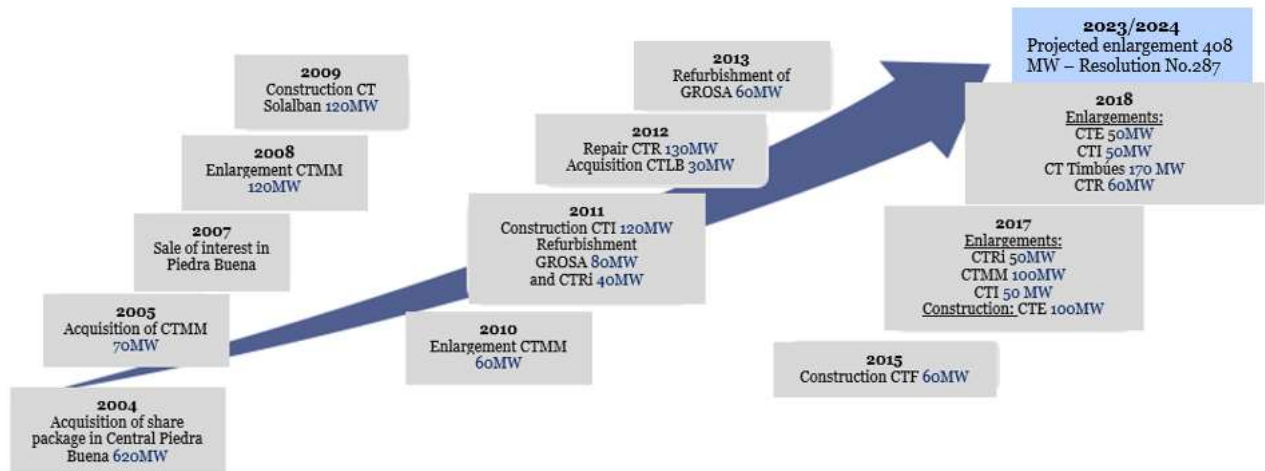 2004
Acquisition of share
package in Central Piedra
Buena 620MW
2005
Acquisition of CTMM
70MW
2007
Sale of interest in
Piedra Buena
2008
Enlargement CTMM
120MW
2009
Construction CT
Solalban 120MW
2010
Enlargement CTMM
60MW
2011
Construction CTI 120MW
Refurbishment
GROSA 80MW
and CTRi 40MW
2012
Repair CTR 130MW
Acquisition CTLB 30MW
2013
Refurbishment of
GROSA 60MW
2015
Construction CTF 60MW
2017
Enlargements:
CTRi 50MW
CTMM 100MW
CTI 50 MW
Construction: CTE 100MW
2018
Enlargements:
CTE 50MW
CTI 50MW
CT Timbúes 170 MW
CTR 60MW
2023/2024
Projected enlargement 408
MW – Resolution No.287